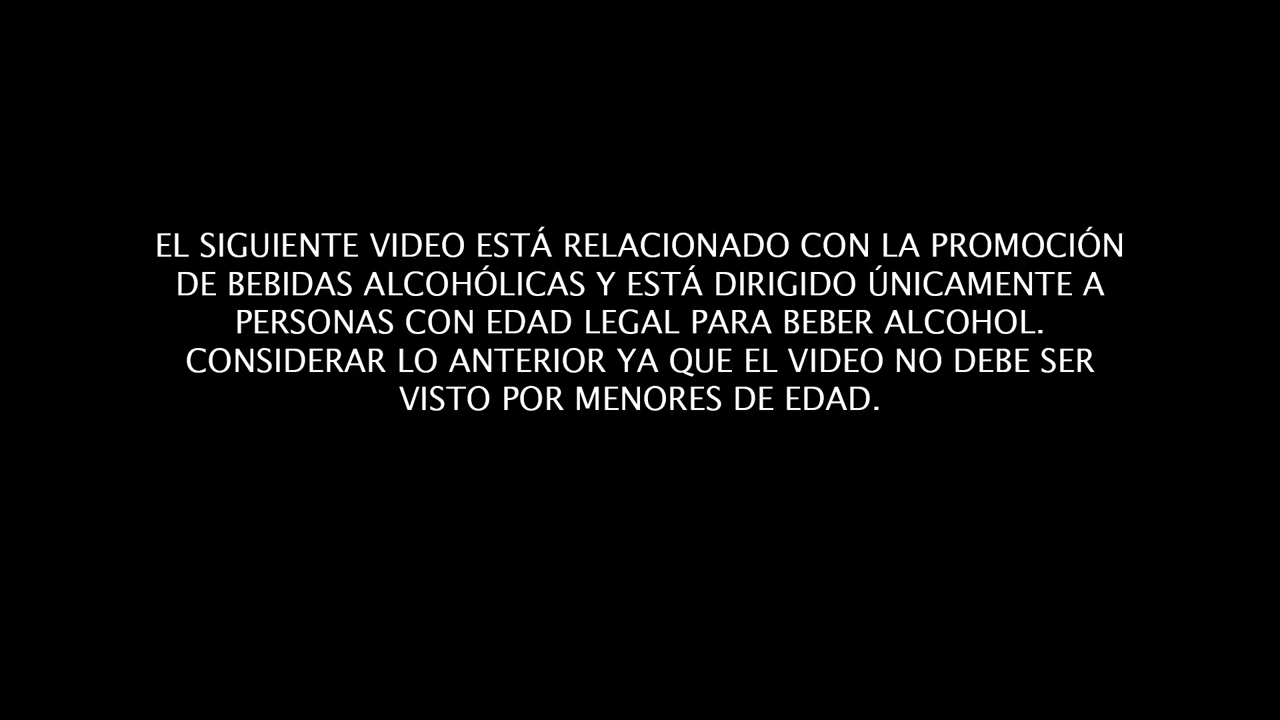 EL SIGUIENTE VIDEO ESTÁ RELACIONADO CON LA PROMOCIÓN
DE BEBIDAS ALCOHÓLICAS Y ESTÁ DIRIGIDO ÚNICAMENTE A
PERSONAS CON EDAD LEGAL PARA BEBER ALCOHOL.
CONSIDERAR LO ANTERIOR YA QUE EL VIDEO NO DEBE SER
VISTO POR MENORES DE EDAD.